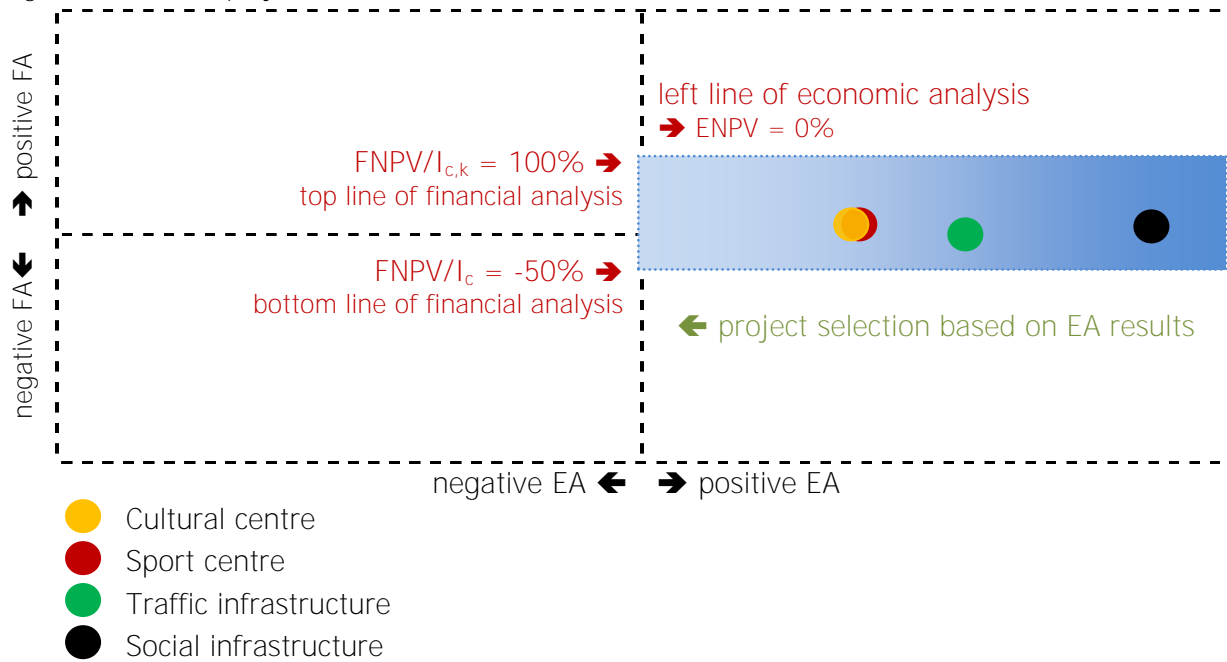 positive FA
negative FA
left line of economic analysis
→ ENPV = 0%
FNPV/Ic,k = 100% →
top line of financial analysis
FNPV/Ic = -50% →
bottom line of financial analysis
← project selection based on EA results
negative EA ← → positive EA
Cultural centre
Sport centre
Traffic infrastructure
Social infrastructure